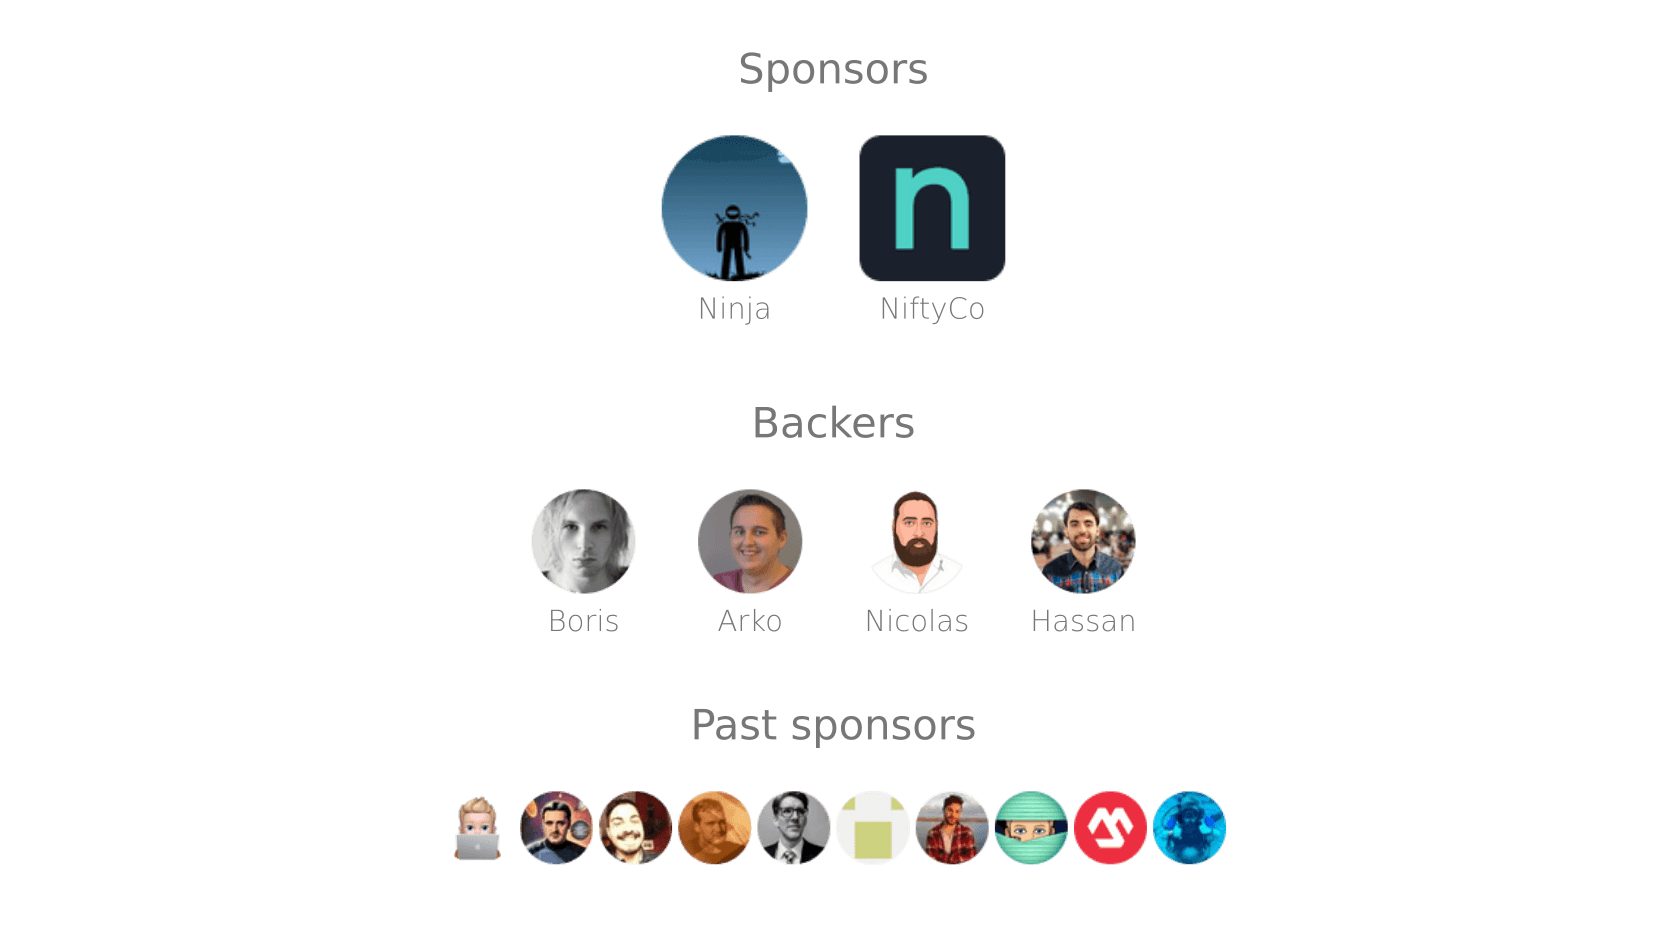 Sponsors
n
Ninja
NiftyCo
Backers
Boris
Arko
Nicolas
Hassan
Past sponsors